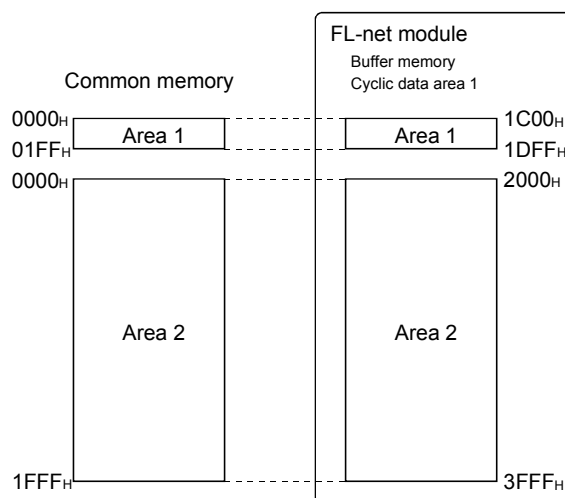 FL-net module
Buffer memory
Cyclic data area 1
Common memory
0000H Area 1 Area 1 1C00H
01FFH 1DFFH
0000H 2000H
Area 2 Area 2
1FFFH 3FFFH